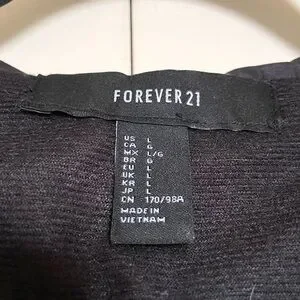 FOREVER 21
US L
CA G
MX L/G
BR G
EU L
UK L
KR L
JP L
CN 170/98A
MADE IN
VIETNAM